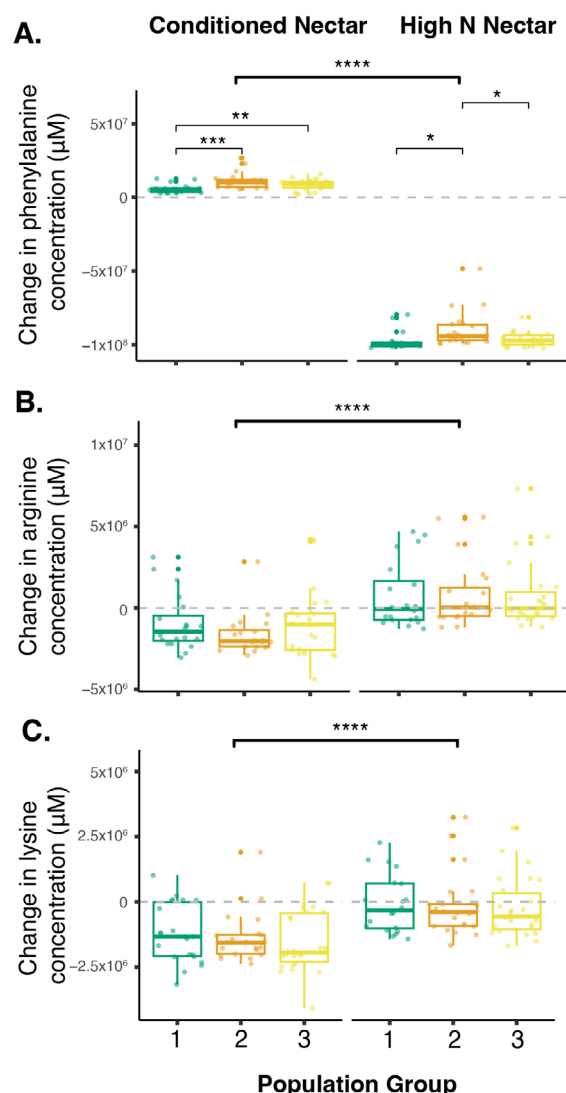 Conditioned Nectar High N Nectar
A.
****
**
***
*
*
Change in phenylalanine
concentration (µM)
5x10⁷
0
−5x10⁷
−1x10⁸
B.
****
Change in arginine
concentration (µM)
1x10⁷
5x10⁶
0
−5x10⁶
C.
****
Change in lysine
concentration (µM)
5x10⁶
2.5x10⁶
0
−2.5x10⁶
1 2 3 1 2 3
Population Group